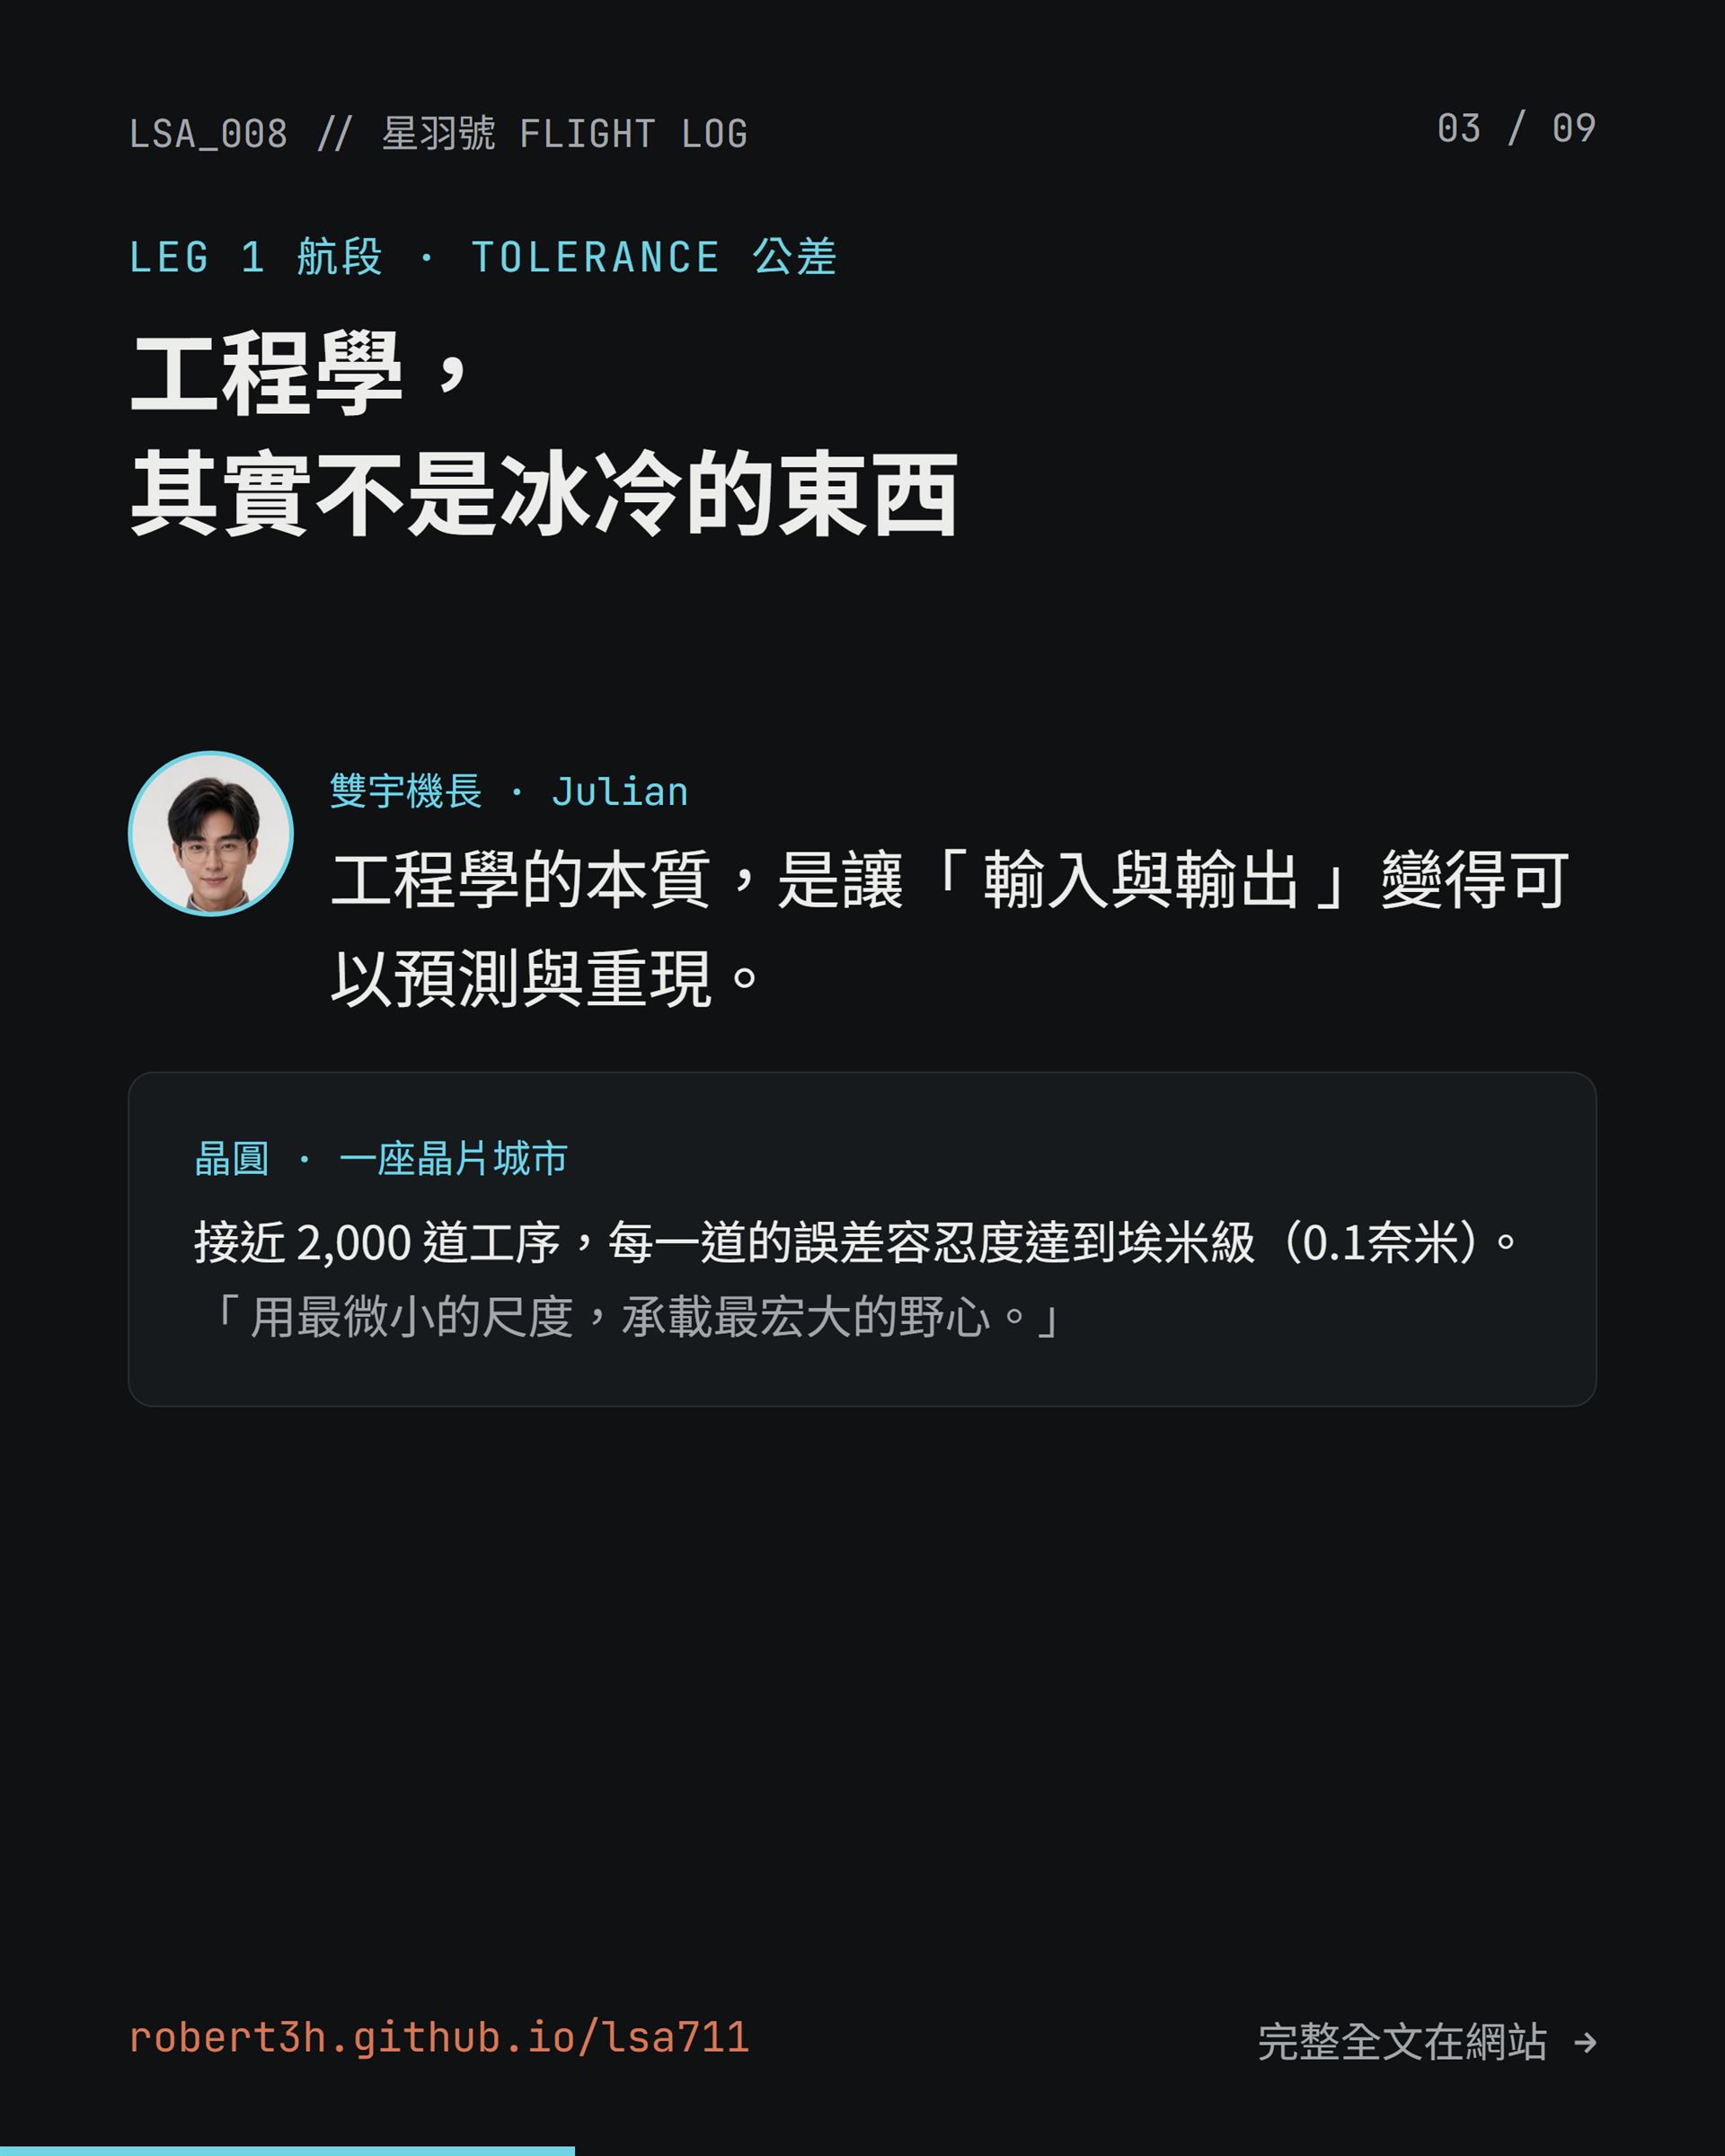 LSA_008 // 星羽號 FLIGHT LOG
03 / 09
LEG 1 航段 · TOLERANCE 公差
工程學，
其實不是冰冷的東西
雙宇機長 · Julian
工程學的本質，是讓「輸入與輸出」變得可
以預測與重現。
晶圓 · 一座晶片城市
接近 2,000 道工序，每一道的誤差容忍度達到埃米級（0.1奈米）。
「用最微小的尺度，承載最宏大的野心。」
robert3h.github.io/lsa711
完整全文在網站 →